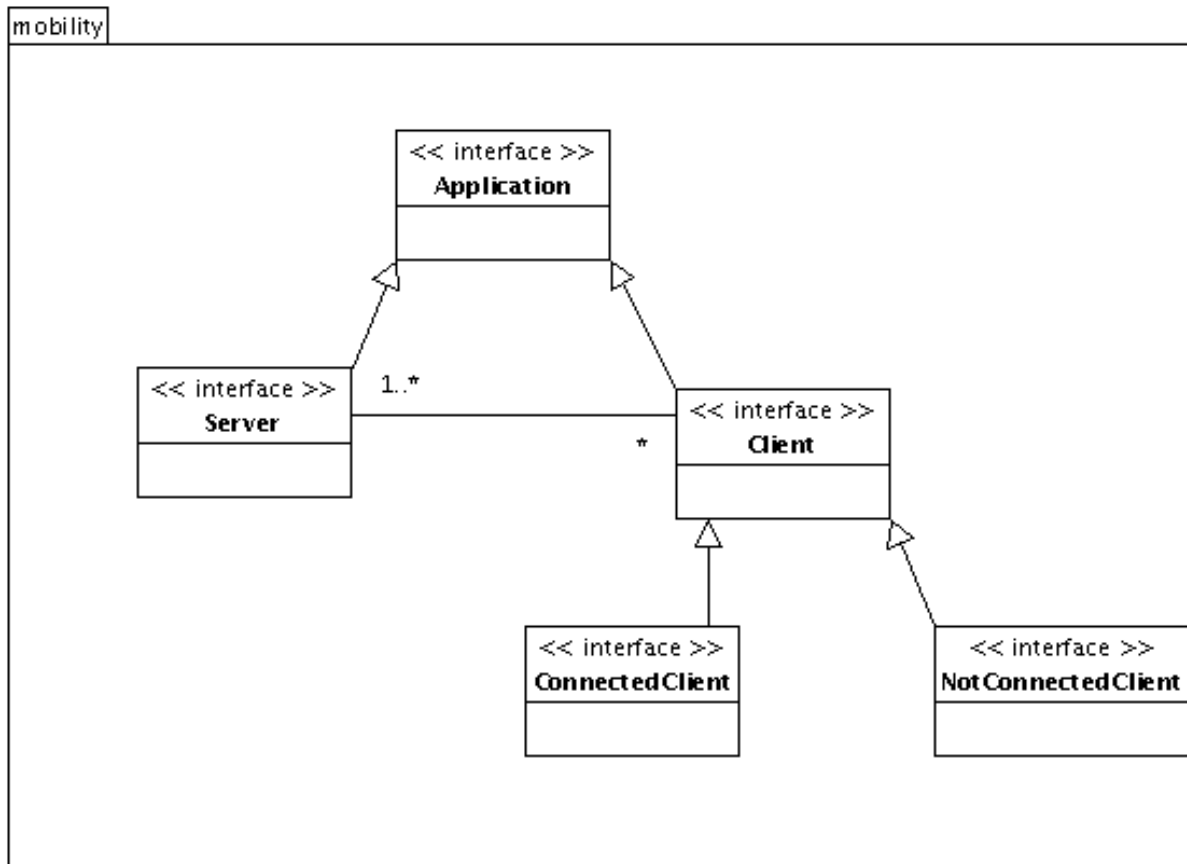 mobility
<< interface >>
Application
<< interface >>
Server
1..*
*
<< interface >>
Client
<< interface >>
ConnectedClient
<< interface >>
NotConnectedClient